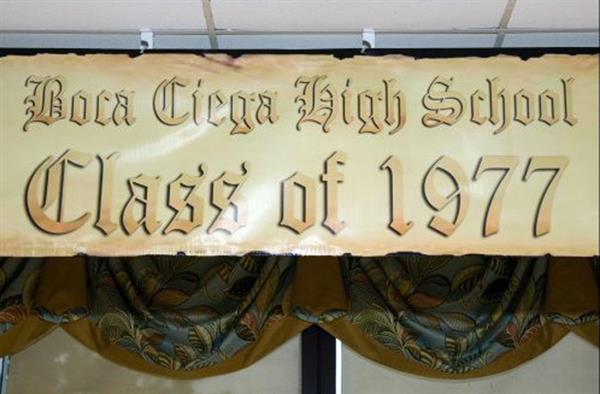 Boca Ciega High School
Class of 1977